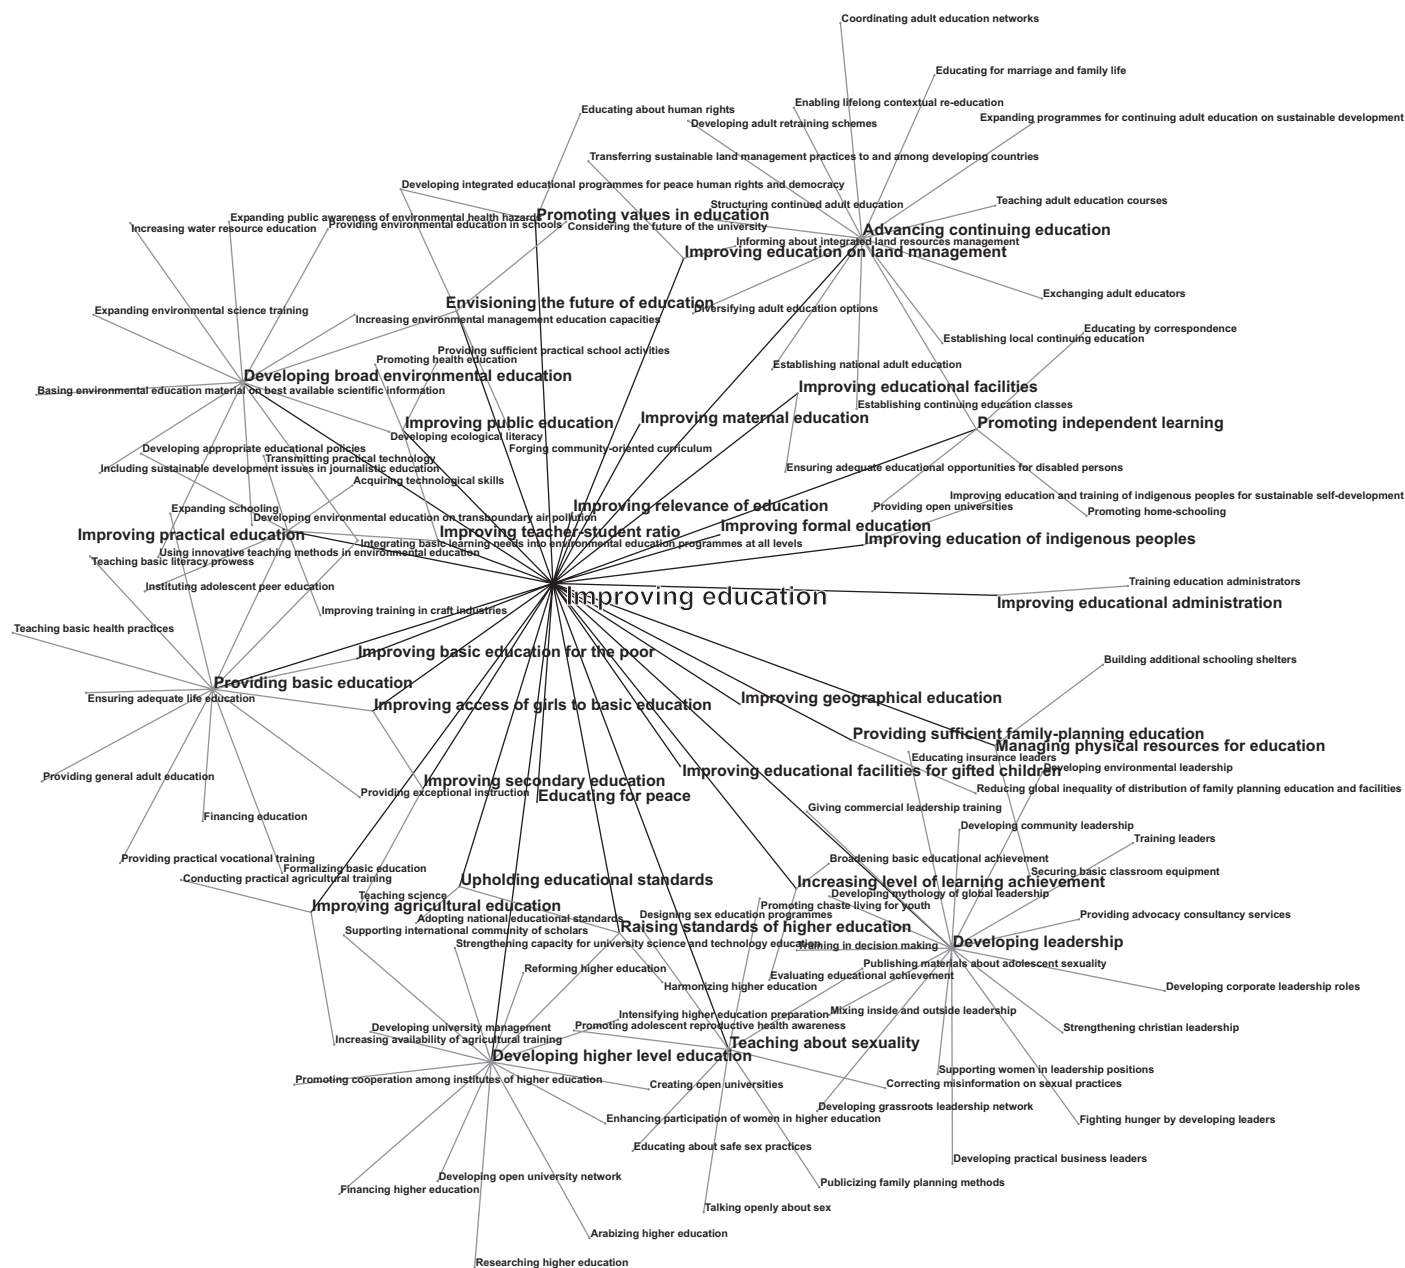 Coordinating adult education networks
Educating for marriage and family life
Enabling lifelong contextual re-education
Educating about human rights
Expanding programmes for continuing adult education on sustainable development
Developing adult retraining schemes
Transferring sustainable land management practices to and among developing countries
Developing integrated educational programmes for peace human rights and democracy
Teaching adult education courses
Structuring continued adult education
Promoting values in education
Expanding public awareness of environmental health hazards
Providing environmental education in schools
Increasing water resource education
Considering the future of the university
Advancing continuing education
Informing about integrated land resources management
Improving education on land management
Exchanging adult educators
Envisioning the future of education
Diversifying adult education options
Expanding environmental science training
Increasing environmental management education capacities
Educating by correspondence
Establishing local continuing education
Providing sufficient practical school activities
Promoting health education
Establishing national adult education
Developing broad environmental education
Improving educational facilities
Basing environmental education material on best available scientific information
Establishing continuing education classes
Improving public education
Improving maternal education
Promoting independent learning
Developing ecological literacy
Developing appropriate educational policies
Forging community-oriented curriculum
Transmitting practical technology
Including sustainable development issues in journalistic education
Ensuring adequate educational opportunities for disabled persons
Acquiring technological skills
Improving education and training of indigenous peoples for sustainable self-development
Expanding schooling
Improving relevance of education
Providing open universities
Promoting home-schooling
Developing environmental education on transboundary air pollution
Improving formal education
Improving practical education
Improving teacher-student ratio
Improving education of indigenous peoples
Integrating basic learning needs into environmental education programmes at all levels
Using innovative teaching methods in environmental education
Teaching basic literacy prowess
Instituting adolescent peer education
Training education administrators
Improving education
Improving educational administration
Improving training in craft industries
Teaching basic health practices
Improving basic education for the poor
Building additional schooling shelters
Providing basic education
Ensuring adequate life education
Improving geographical education
Improving access of girls to basic education
Providing sufficient family-planning education
Managing physical resources for education
Educating insurance leaders
Developing environmental leadership
Improving educational facilities for gifted children
Providing general adult education
Improving secondary education
Reducing global inequality of distribution of family planning education and facilities
Providing exceptional instruction
Educating for peace
Giving commercial leadership training
Financing education
Developing community leadership
Training leaders
Providing practical vocational training
Broadening basic educational achievement
Formalizing basic education
Securing basic classroom equipment
Conducting practical agricultural training
Upholding educational standards
Increasing level of learning achievement
Teaching science
Developing mythology of global leadership
Improving agricultural education
Promoting chaste living for youth
Designing sex education programmes
Providing advocacy consultancy services
Adopting national educational standards
Raising standards of higher education
Supporting international community of scholars
Strengthening capacity for university science and technology education
Training in decision making
Developing leadership
Publishing materials about adolescent sexuality
Reforming higher education
Evaluating educational achievement
Harmonizing higher education
Developing corporate leadership roles
Intensifying higher education preparation
Mixing inside and outside leadership
Developing university management
Promoting adolescent reproductive health awareness
Strengthening christian leadership
Increasing availability of agricultural training
Teaching about sexuality
Developing higher level education
Supporting women in leadership positions
Promoting cooperation among institutes of higher education
Creating open universities
Correcting misinformation on sexual practices
Developing grassroots leadership network
Enhancing participation of women in higher education
Fighting hunger by developing leaders
Educating about safe sex practices
Developing practical business leaders
Developing open university network
Publicizing family planning methods
Financing higher education
Talking openly about sex
Arabizing higher education
Researching higher education